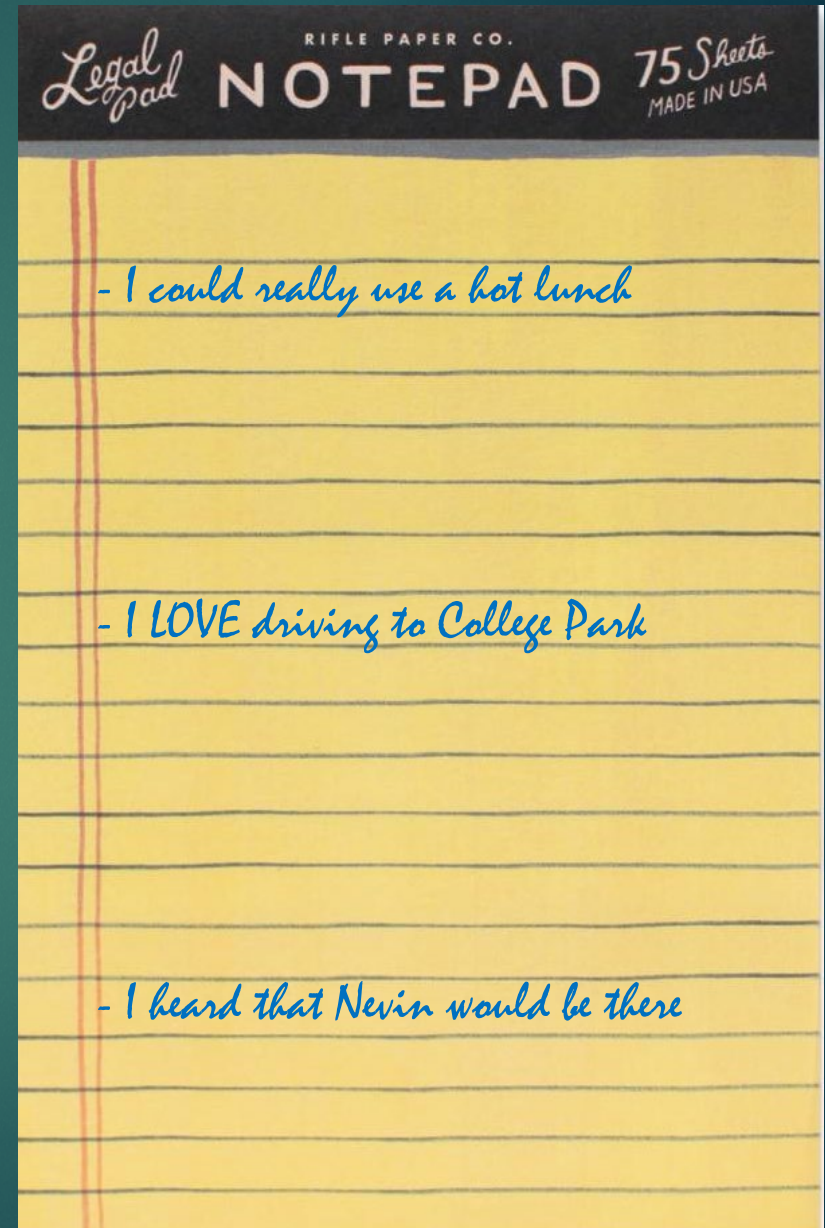 Legal Pad
RIFLE PAPER CO.
NOTEPAD
75 Sheets
MADE IN USA
- I could really use a hot lunch
- I LOVE driving to College Park
- I heard that Nevin would be there